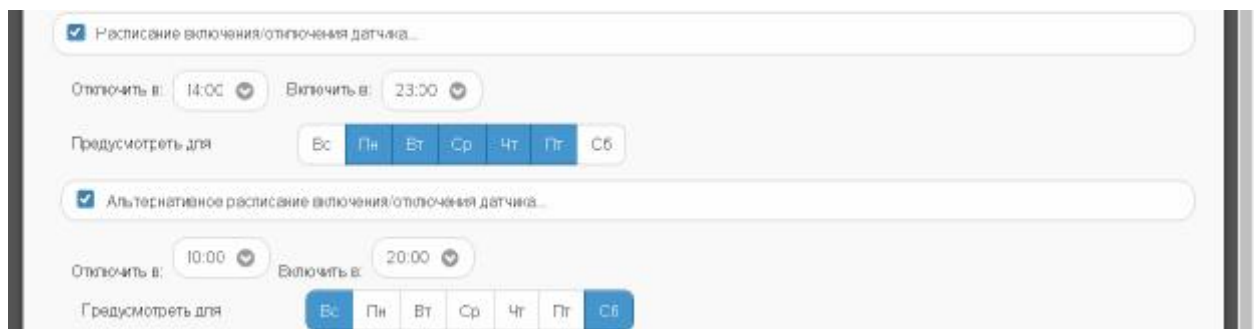 Расписание включения/отключения датчика...
Отключить в: 14:00 Включить в: 23:00
Предусмотреть для Вс Пн Вт Ср Чт Пт Сб
Альтернативное расписание включения/отключения датчика...
Отключить в: 10:00 Включить в: 20:00
Предусмотреть для Вс Пн Вт Ср Чт Пт Сб